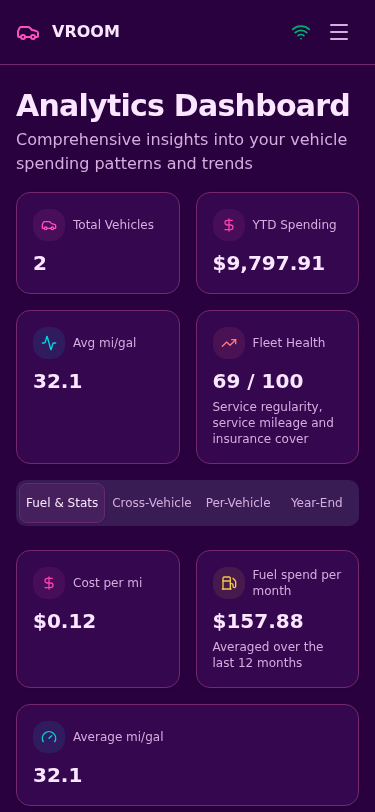 VROOM
Analytics Dashboard
Comprehensive insights into your vehicle
spending patterns and trends
Total Vehicles
2
YTD Spending
$9,797.91
Avg mi/gal
32.1
Fleet Health
69 / 100
Service regularity,
service mileage and
insurance cover
Fuel & Stats
Cross-Vehicle
Per-Vehicle
Year-End
Cost per mi
$0.12
Fuel spend per
month
$157.88
Averaged over the
last 12 months
Average mi/gal
32.1